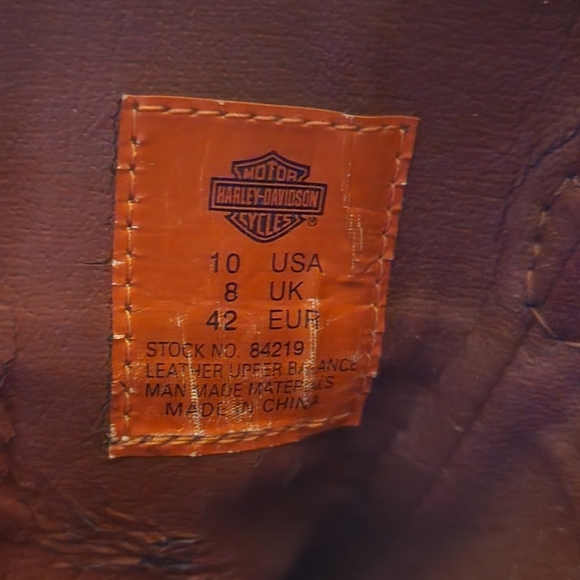 MOTOR
HARLEY-DAVIDSON
CYCLES®
10 USA
8 UK
42 EUR
STOCK NO. 84219
LEATHER UPPER BALANCE
MAN MADE MATERIALS
MADE IN CHINA